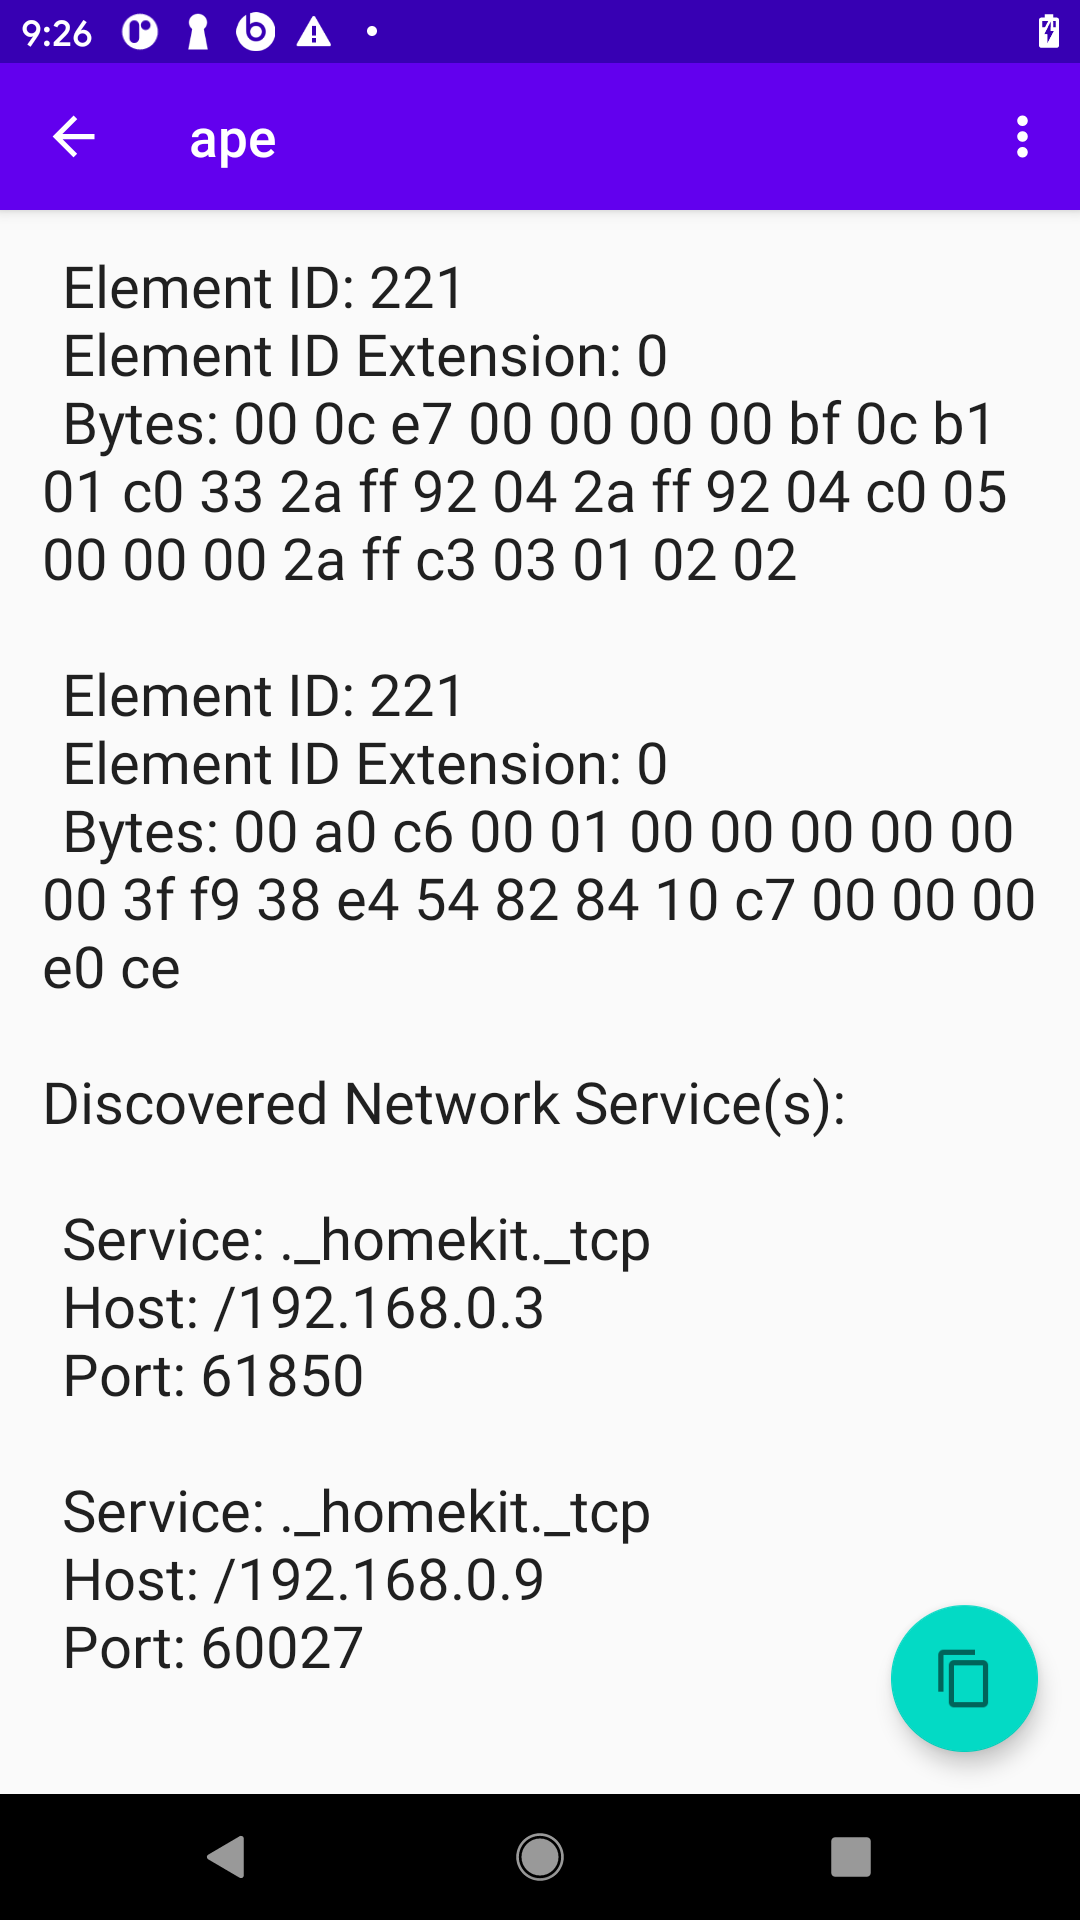 9:26
ape
Element ID: 221
Element ID Extension: 0
Bytes: 00 0c e7 00 00 00 00 bf 0c b1
01 c0 33 2a ff 92 04 2a ff 92 04 c0 05
00 00 00 2a ff c3 03 01 02 02
Element ID: 221
Element ID Extension: 0
Bytes: 00 a0 c6 00 01 00 00 00 00 00
00 3f f9 38 e4 54 82 84 10 c7 00 00 00
e0 ce
Discovered Network Service(s):
Service: ._homekit._tcp
Host: /192.168.0.3
Port: 61850
Service: ._homekit._tcp
Host: /192.168.0.9
Port: 60027